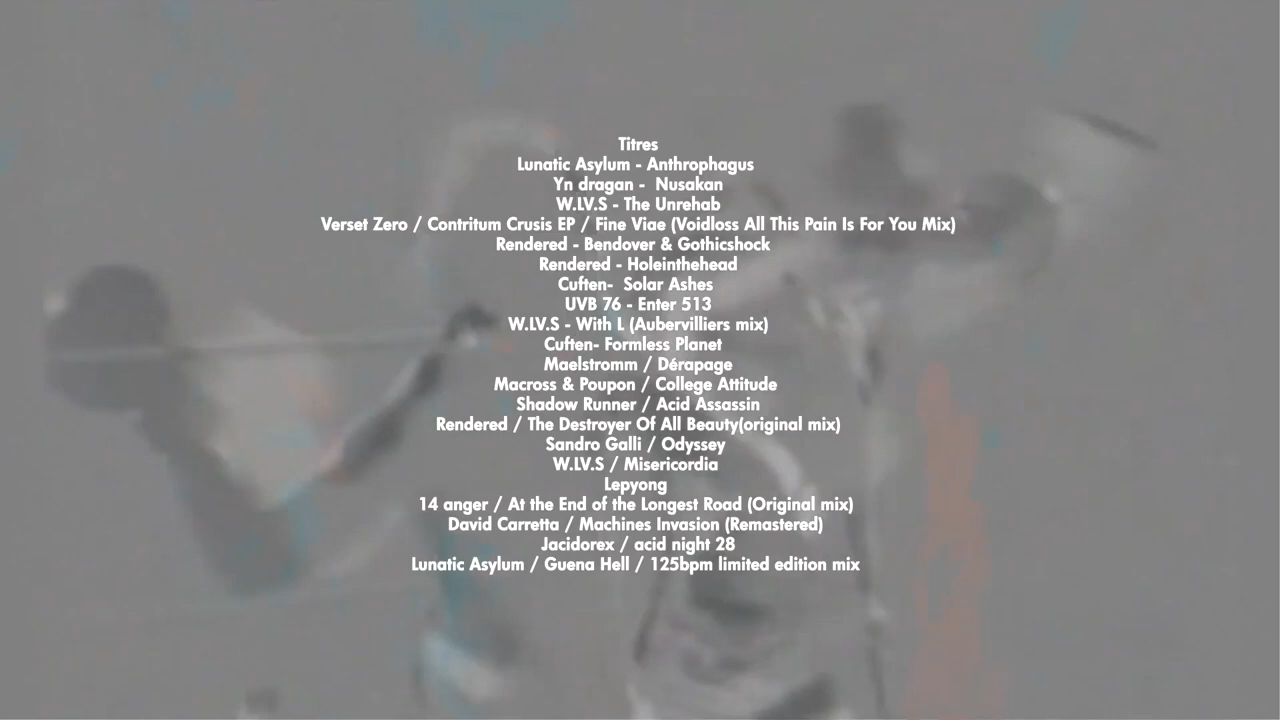 Titres
Lunatic Asylum - Anthrophagus
Yn dragan -  Nusakan
W.LV.S - The Unrehab
Verset Zero / Contritum Crusis EP / Fine Viae (Voidloss All This Pain Is For You Mix)
Rendered - Bendover & Gothicshock
Rendered - Holeinthehead
Cuften-  Solar Ashes
UVB 76 - Enter 513
W.LV.S - With L (Aubervilliers mix)
Cuften- Formless Planet
Maelstromm / Dérapage
Macross & Poupon / College Attitude
Shadow Runner / Acid Assassin
Rendered / The Destroyer Of All Beauty(original mix)
Sandro Galli / Odyssey
W.LV.S / Misericordia
Lepyong
14 anger / At the End of the Longest Road (Original mix)
David Carretta / Machines Invasion (Remastered)
Jacidorex / acid night 28
Lunatic Asylum / Guena Hell / 125bpm limited edition mix